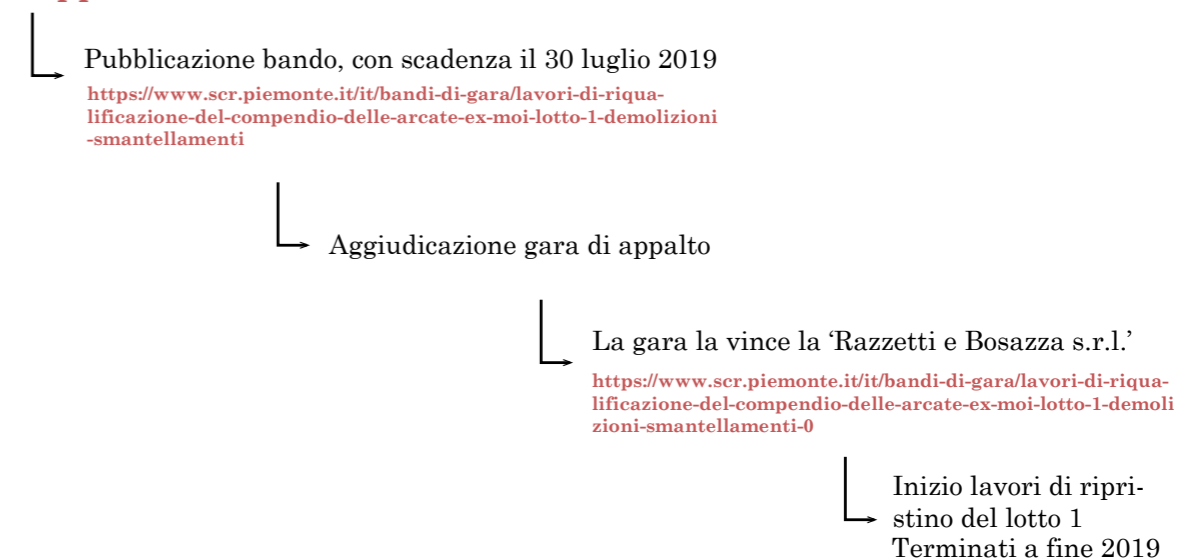 Pubblicazione bando, con scadenza il 30 luglio 2019
https://www.scr.piemonte.it/it/bandi-di-gara/lavori-di-riqua-
lificazione-del-compendio-delle-arcate-ex-moi-lotto-1-demolizioni
-smantellamenti
Aggiudicazione gara di appalto
La gara la vince la ‘Razzetti e Bosazza s.r.l.’
https://www.scr.piemonte.it/it/bandi-di-gara/lavori-di-riqua-
lificazione-del-compendio-delle-arcate-ex-moi-lotto-1-demoli
zioni-smantellamenti-0
Inizio lavori di ripri-
stino del lotto 1
Terminati a fine 2019